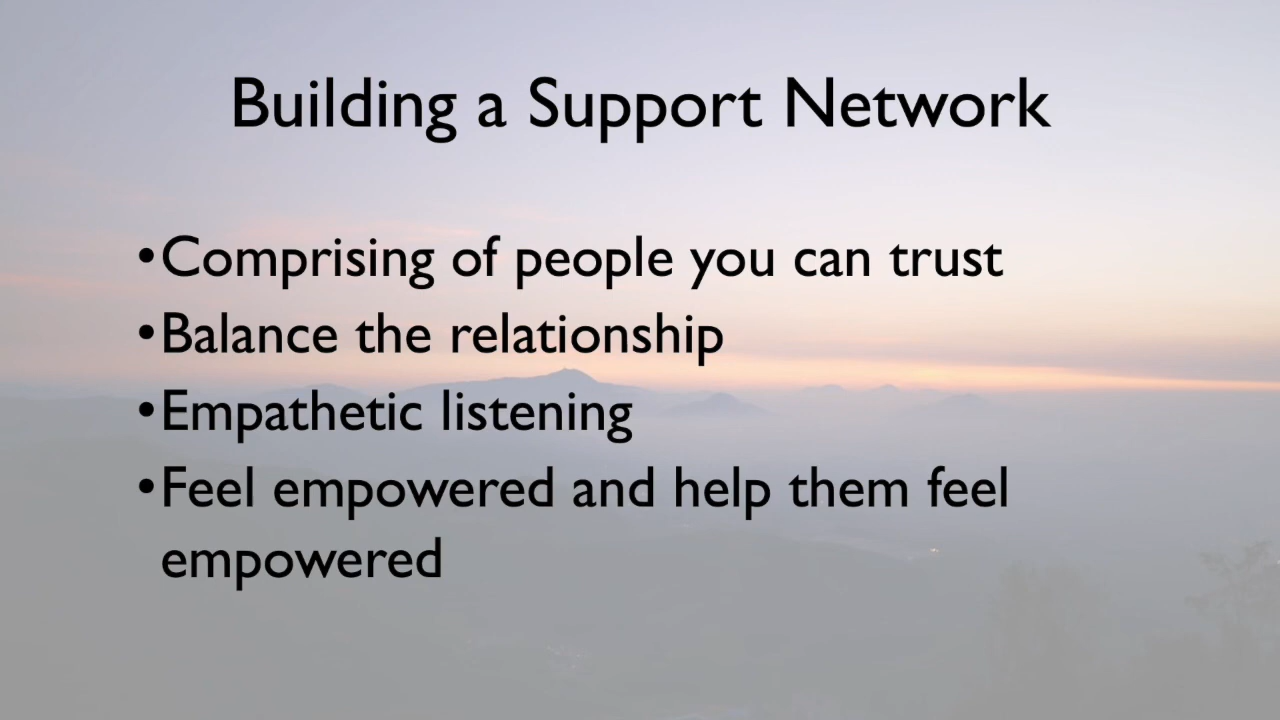 Building a Support Network
•Comprising of people you can trust
•Balance the relationship
•Empathetic listening
•Feel empowered and help them feel
empowered